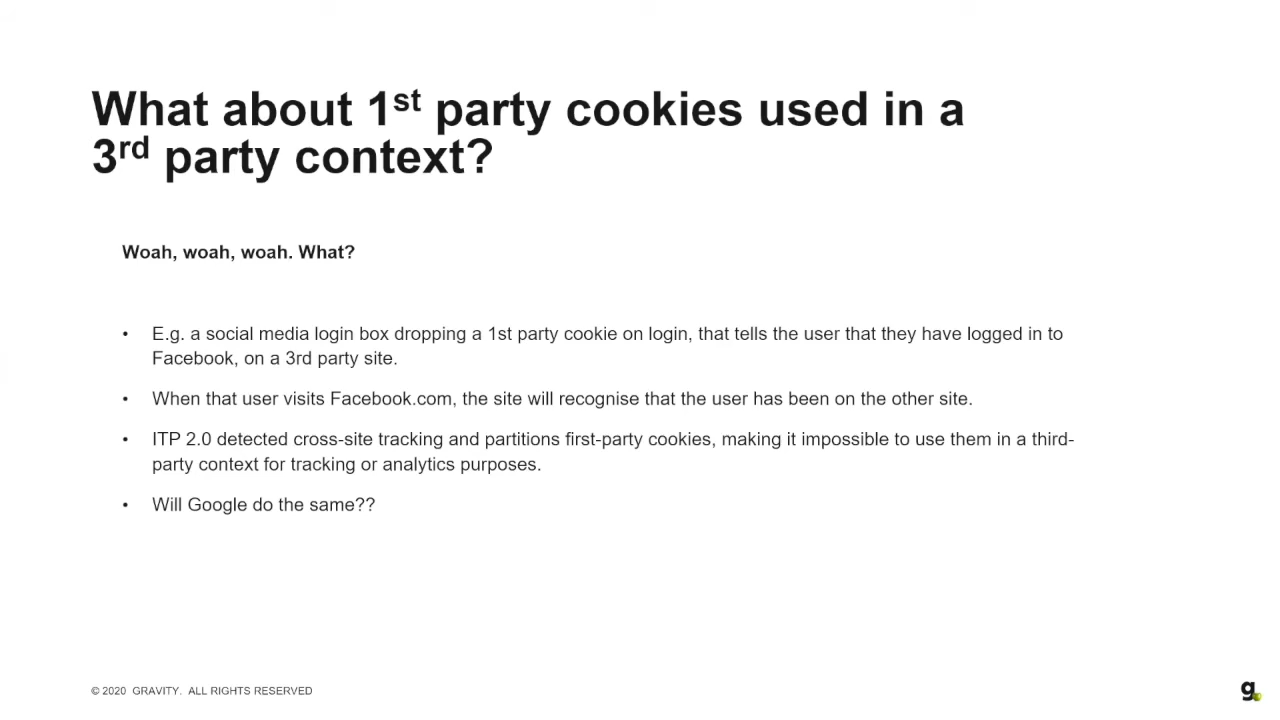 What about 1st party cookies used in a
3rd party context?
Woah, woah, woah. What?
• E.g. a social media login box dropping a 1st party cookie on login, that tells the user that they have logged in to
Facebook, on a 3rd party site.
• When that user visits Facebook.com, the site will recognise that the user has been on the other site.
• ITP 2.0 detected cross-site tracking and partitions first-party cookies, making it impossible to use them in a third-
party context for tracking or analytics purposes.
• Will Google do the same??
© 2020 GRAVITY. ALL RIGHTS RESERVED
g.